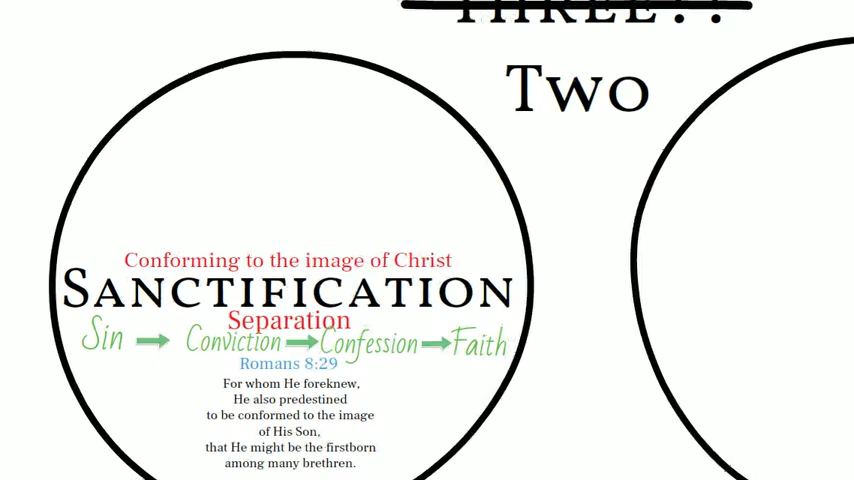 THREE??
Two
Conforming to the image of Christ
Sanctification
Separation
Sin Conviction Confession Faith
Romans 8:29
For whom He foreknew,
He also predestined
to be conformed to the image
of His Son,
that He might be the firstborn
among many brethren.